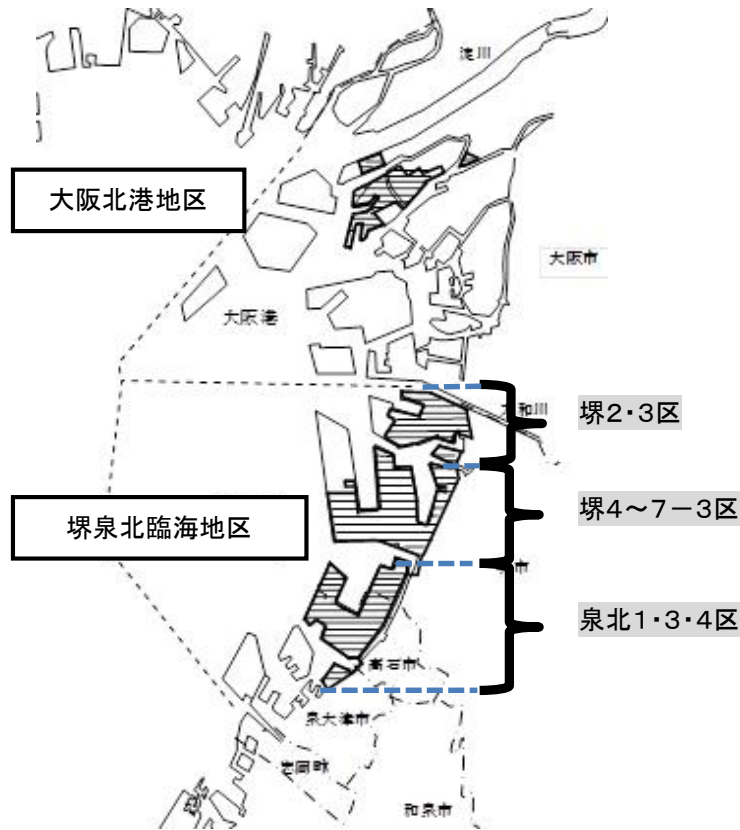 淀川
大阪北港地区
大阪市
大阪港
大和川
堺2・3区
堺4～7－3区
堺泉北臨海地区
市
泉北1・3・4区
高石市
泉大津市
忠岡町
和泉市